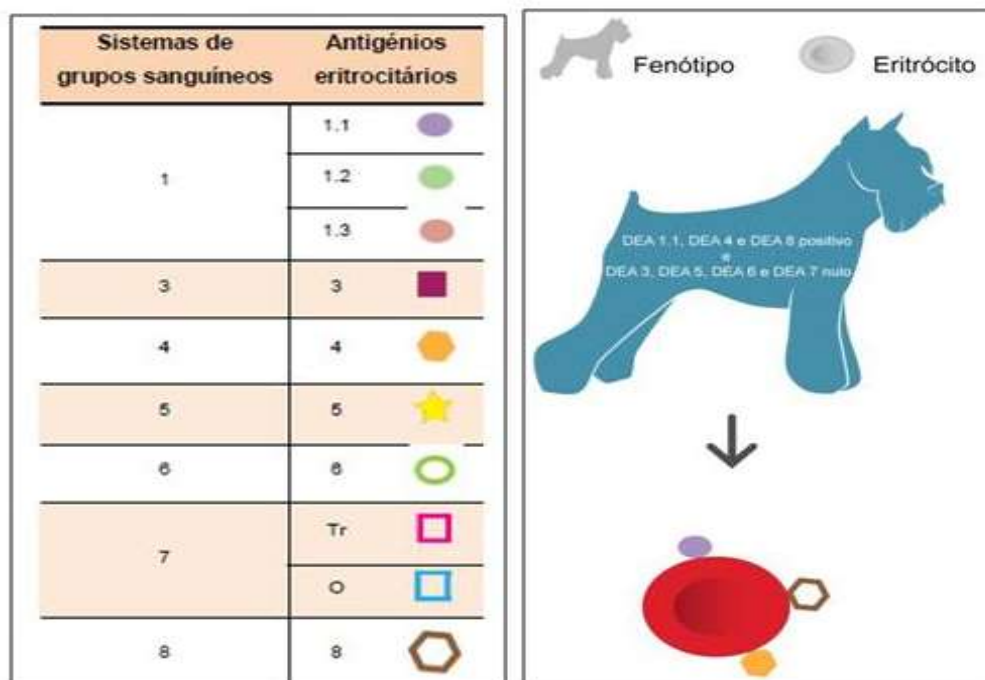 Sistemas de
grupos sanguíneos
Antigénios
eritrocitários
1
1.1
1.2
1.3
3
3
4
4
5
5
6
6
7
Tr
O
8
8
Fenótipo
Eritrócito
DEA 1.1, DEA 4 e DEA 8 positivo
e
DEA 3, DEA 5, DEA 6 e DEA 7 nulo